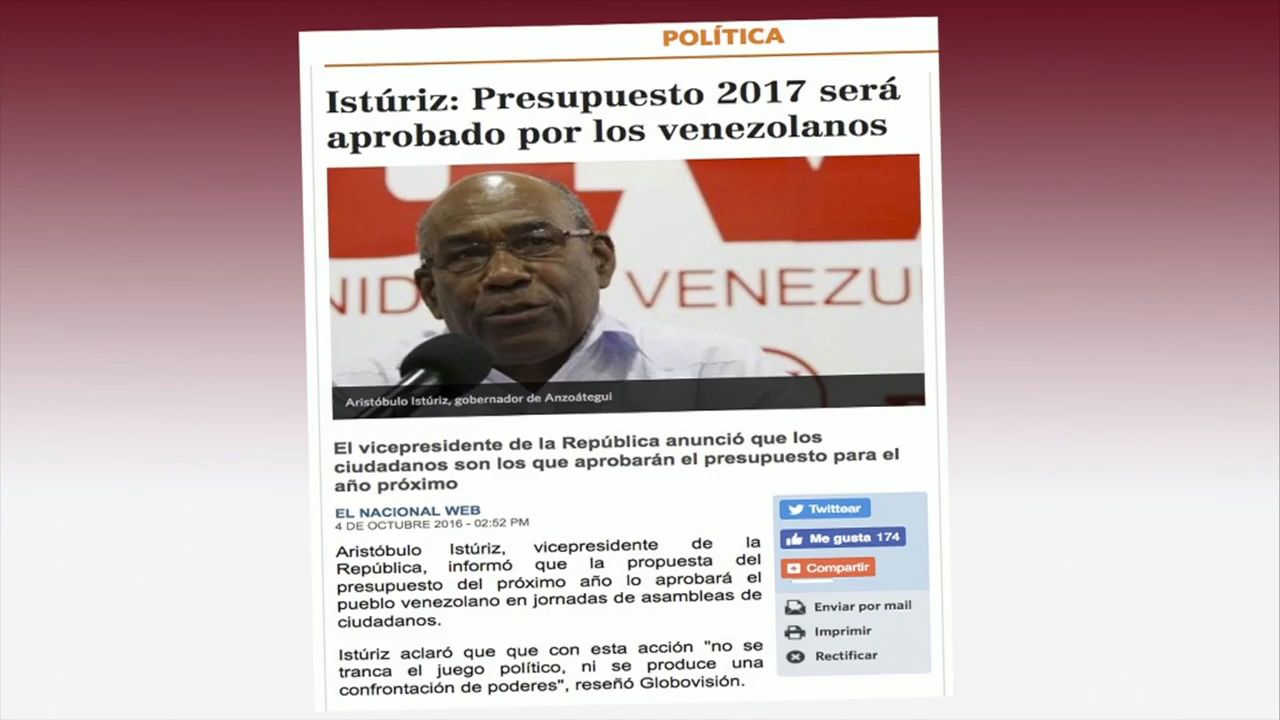 POLÍTICA
Istúriz: Presupuesto 2017 será
aprobado por los venezolanos
NID VENEZU
Aristóbulo Istúriz, gobernador de Anzoátegui
El vicepresidente de la República anunció que los
ciudadanos son los que aprobarán el presupuesto para el
año próximo
EL NACIONAL WEB
4 DE OCTUBRE 2016 - 02:52 PM
Aristóbulo Istúriz, vicepresidente de la
República, informó que la propuesta del
presupuesto del próximo año lo aprobará el
pueblo venezolano en jornadas de asambleas de
ciudadanos.
Istúriz aclaró que que con esta acción "no se
tranca el juego político, ni se produce una
confrontación de poderes", reseñó Globovisión.
Twittear
Me gusta 174
Compartir
Enviar por mail
Imprimir
Rectificar